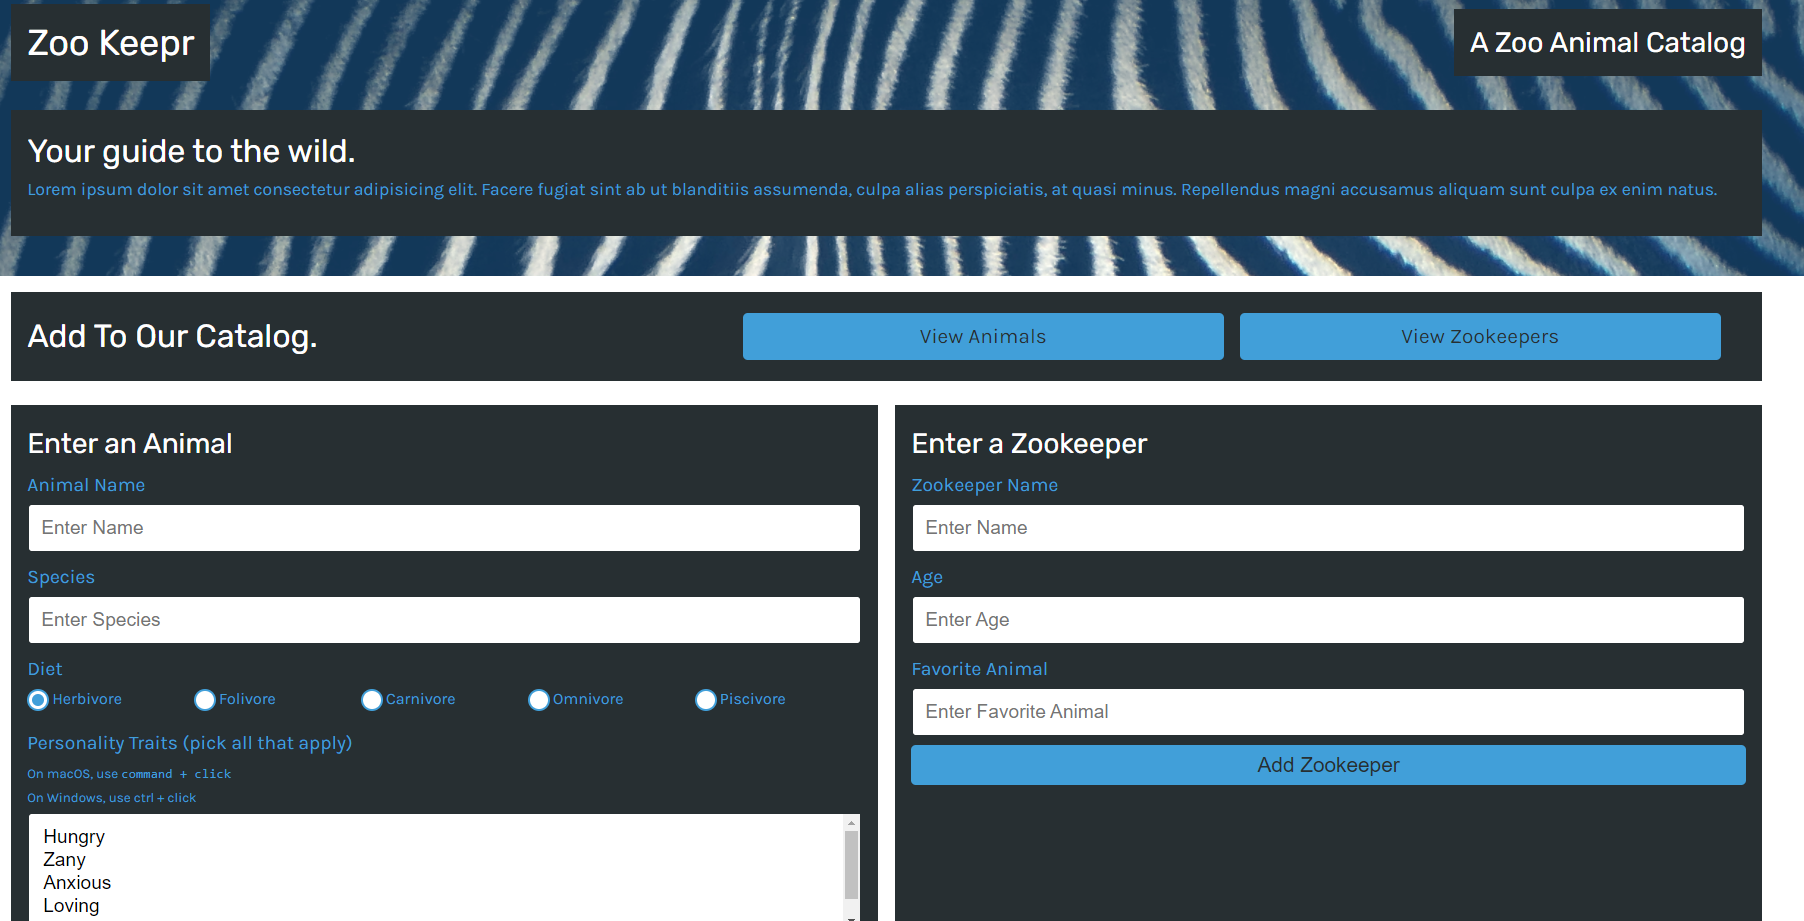 Zoo Keepr
A Zoo Animal Catalog
Your guide to the wild.
Lorem ipsum dolor sit amet consectetur adipisicing elit. Facere fugiat sint ab ut blanditiis assumenda, culpa alias perspiciatis, at quasi minus. Repellendus magni accusamus aliquam sunt culpa ex enim natus.
Add To Our Catalog.
View Animals
View Zookeepers
Enter an Animal
Animal Name
Enter Name
Species
Enter Species
Diet
Herbivore Folivore Carnivore Omnivore Piscivore
Personality Traits (pick all that apply)
On macOS, use command + click
On Windows, use ctrl + click
Hungry
Zany
Anxious
Loving
Enter a Zookeeper
Zookeeper Name
Enter Name
Age
Enter Age
Favorite Animal
Enter Favorite Animal
Add Zookeeper